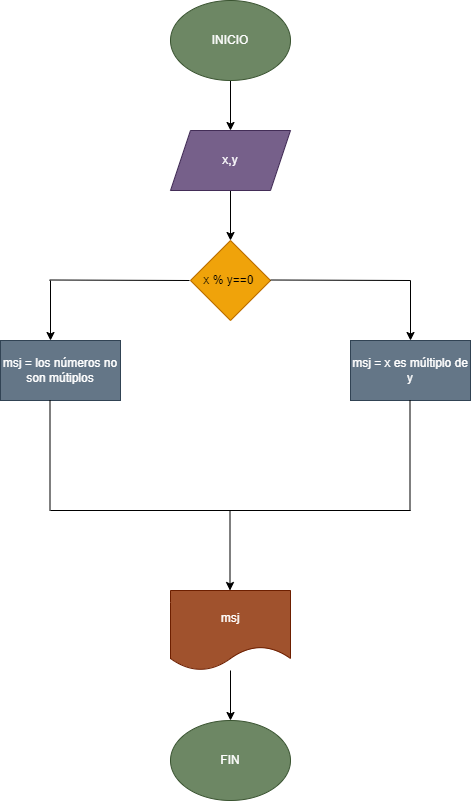 INICIO
x,y
x % y==0
msj = los números no
son mútiplos
msj = x es múltiplo de
y
msj
FIN